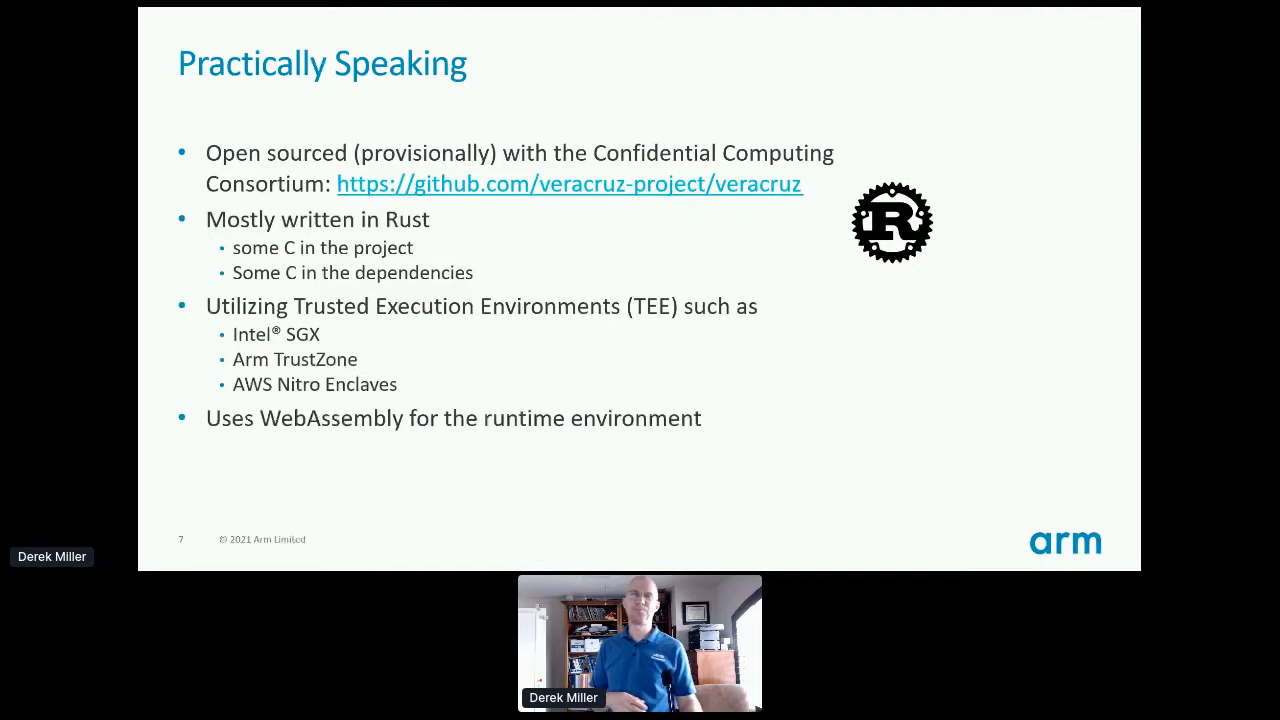 Practically Speaking
• Open sourced (provisionally) with the Confidential Computing
Consortium: https://github.com/veracruz-project/veracruz
• Mostly written in Rust
• some C in the project
• Some C in the dependencies
• Utilizing Trusted Execution Environments (TEE) such as
• Intel® SGX
• Arm TrustZone
• AWS Nitro Enclaves
• Uses WebAssembly for the runtime environment
R
7 © 2021 Arm Limited
arm
Derek Miller
Derek Miller